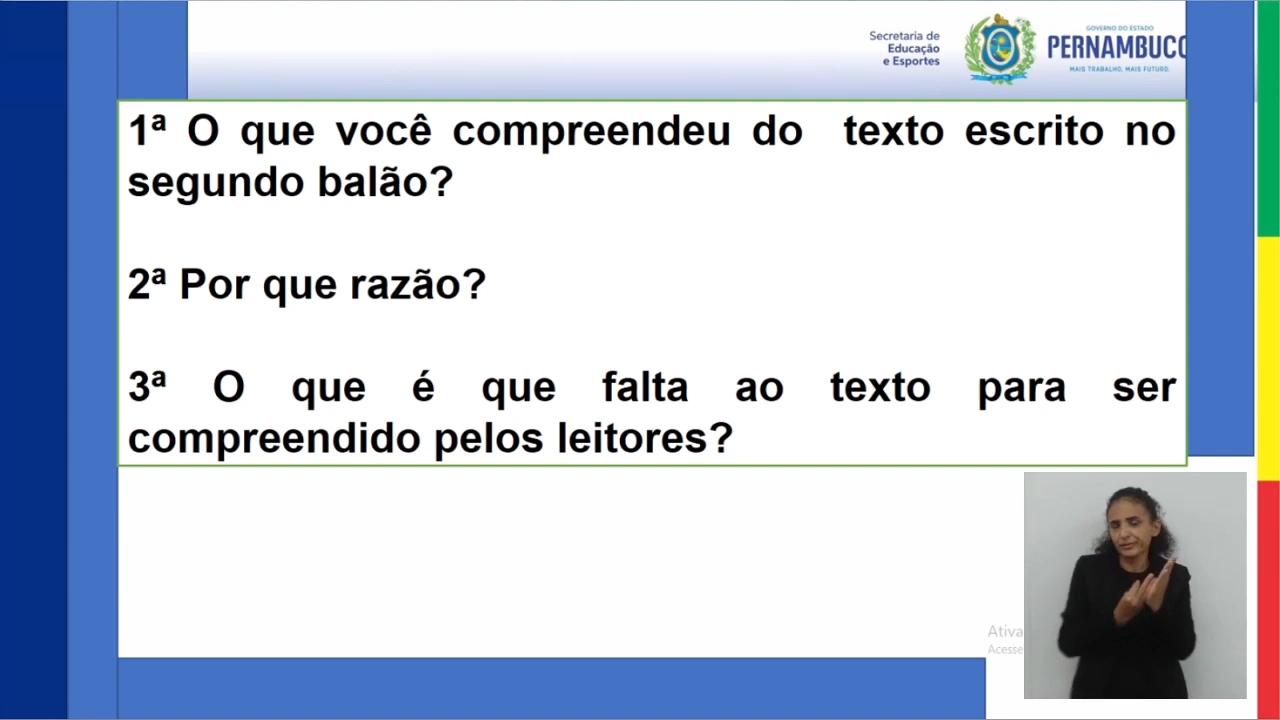 Secretaria de
Educação
e Esportes
GOVERNO DO ESTADO
PERNAMBUCO
MAIS TRABALHO, MAIS FUTURO.
1ª O que você compreendeu do texto escrito no
segundo balão?
2ª Por que razão?
3ª O que é que falta ao texto para ser
compreendido pelos leitores?
Ativa
Acesse